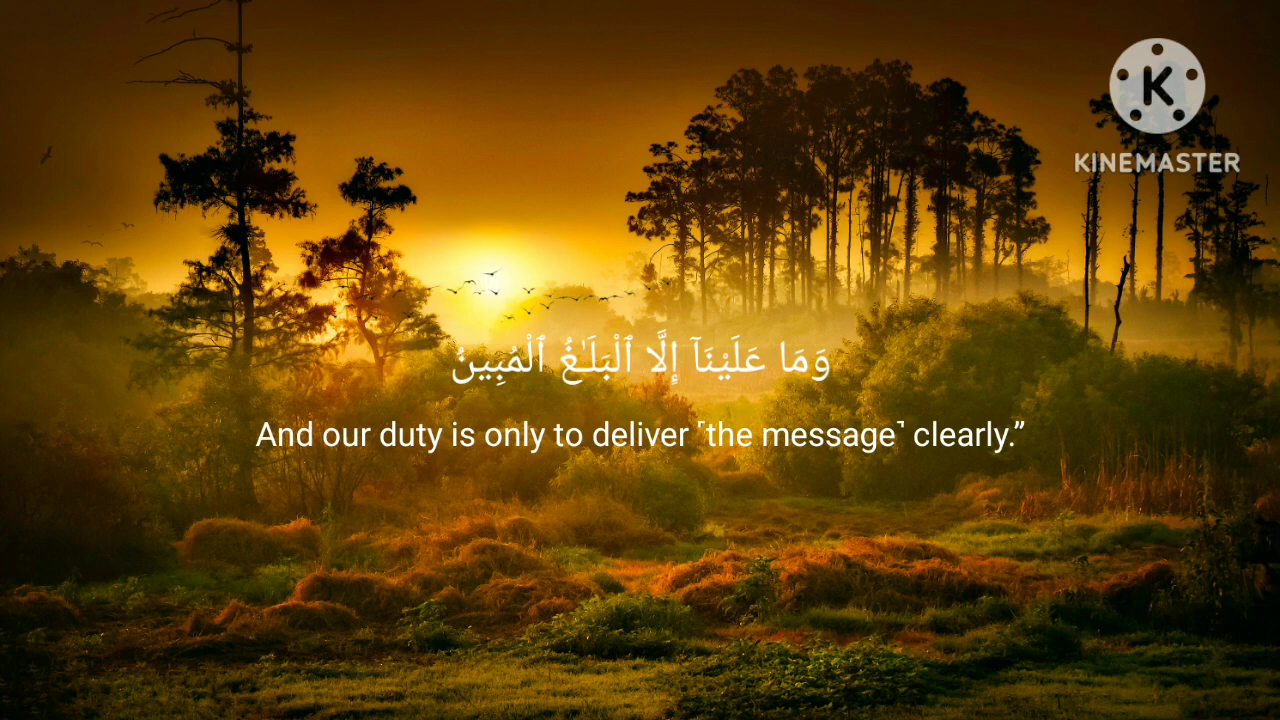 K
KINEMASTER
وَمَا عَلَيْنَآ إِلَّا ٱلْبَلَـٰغُ ٱلْمُبِينُ
And our duty is only to deliver ˹the message˺ clearly.”